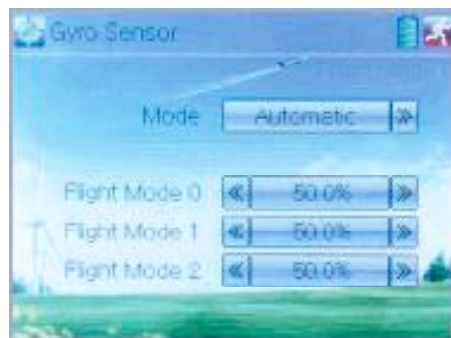 Gyro Sensor
Mode Automatic
Flight Mode 0 50.0%
Flight Mode 1 50.0%
Flight Mode 2 50.0%